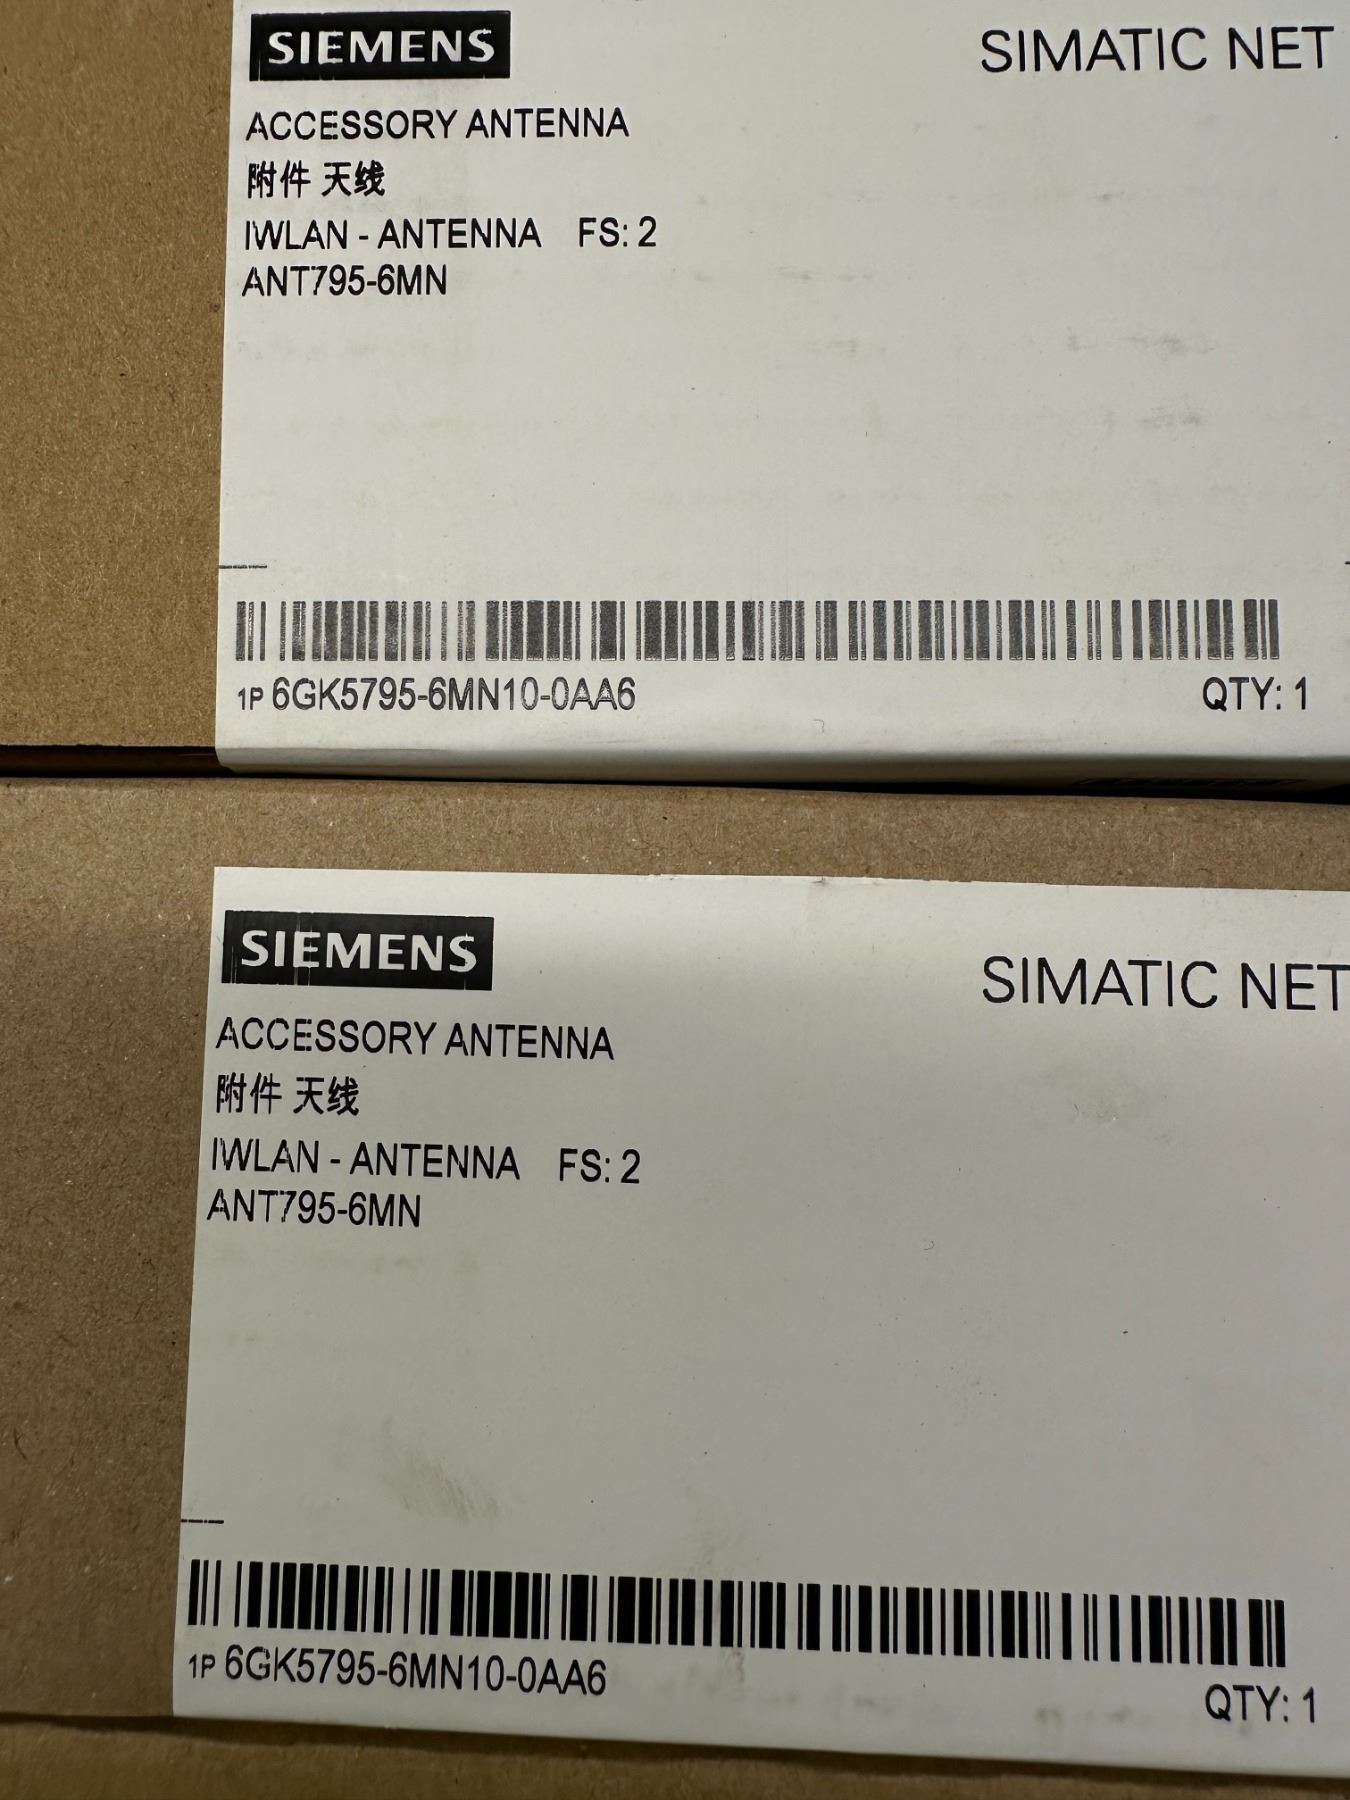 SIEMENS SIMATIC NET
ACCESSORY ANTENNA
附件 天线
IWLAN - ANTENNA FS: 2
ANT795-6MN
1P 6GK5795-6MN10-0AA6 QTY: 1
SIEMENS SIMATIC NET
ACCESSORY ANTENNA
附件 天线
IWLAN - ANTENNA FS: 2
ANT795-6MN
1P 6GK5795-6MN10-0AA6 QTY: 1